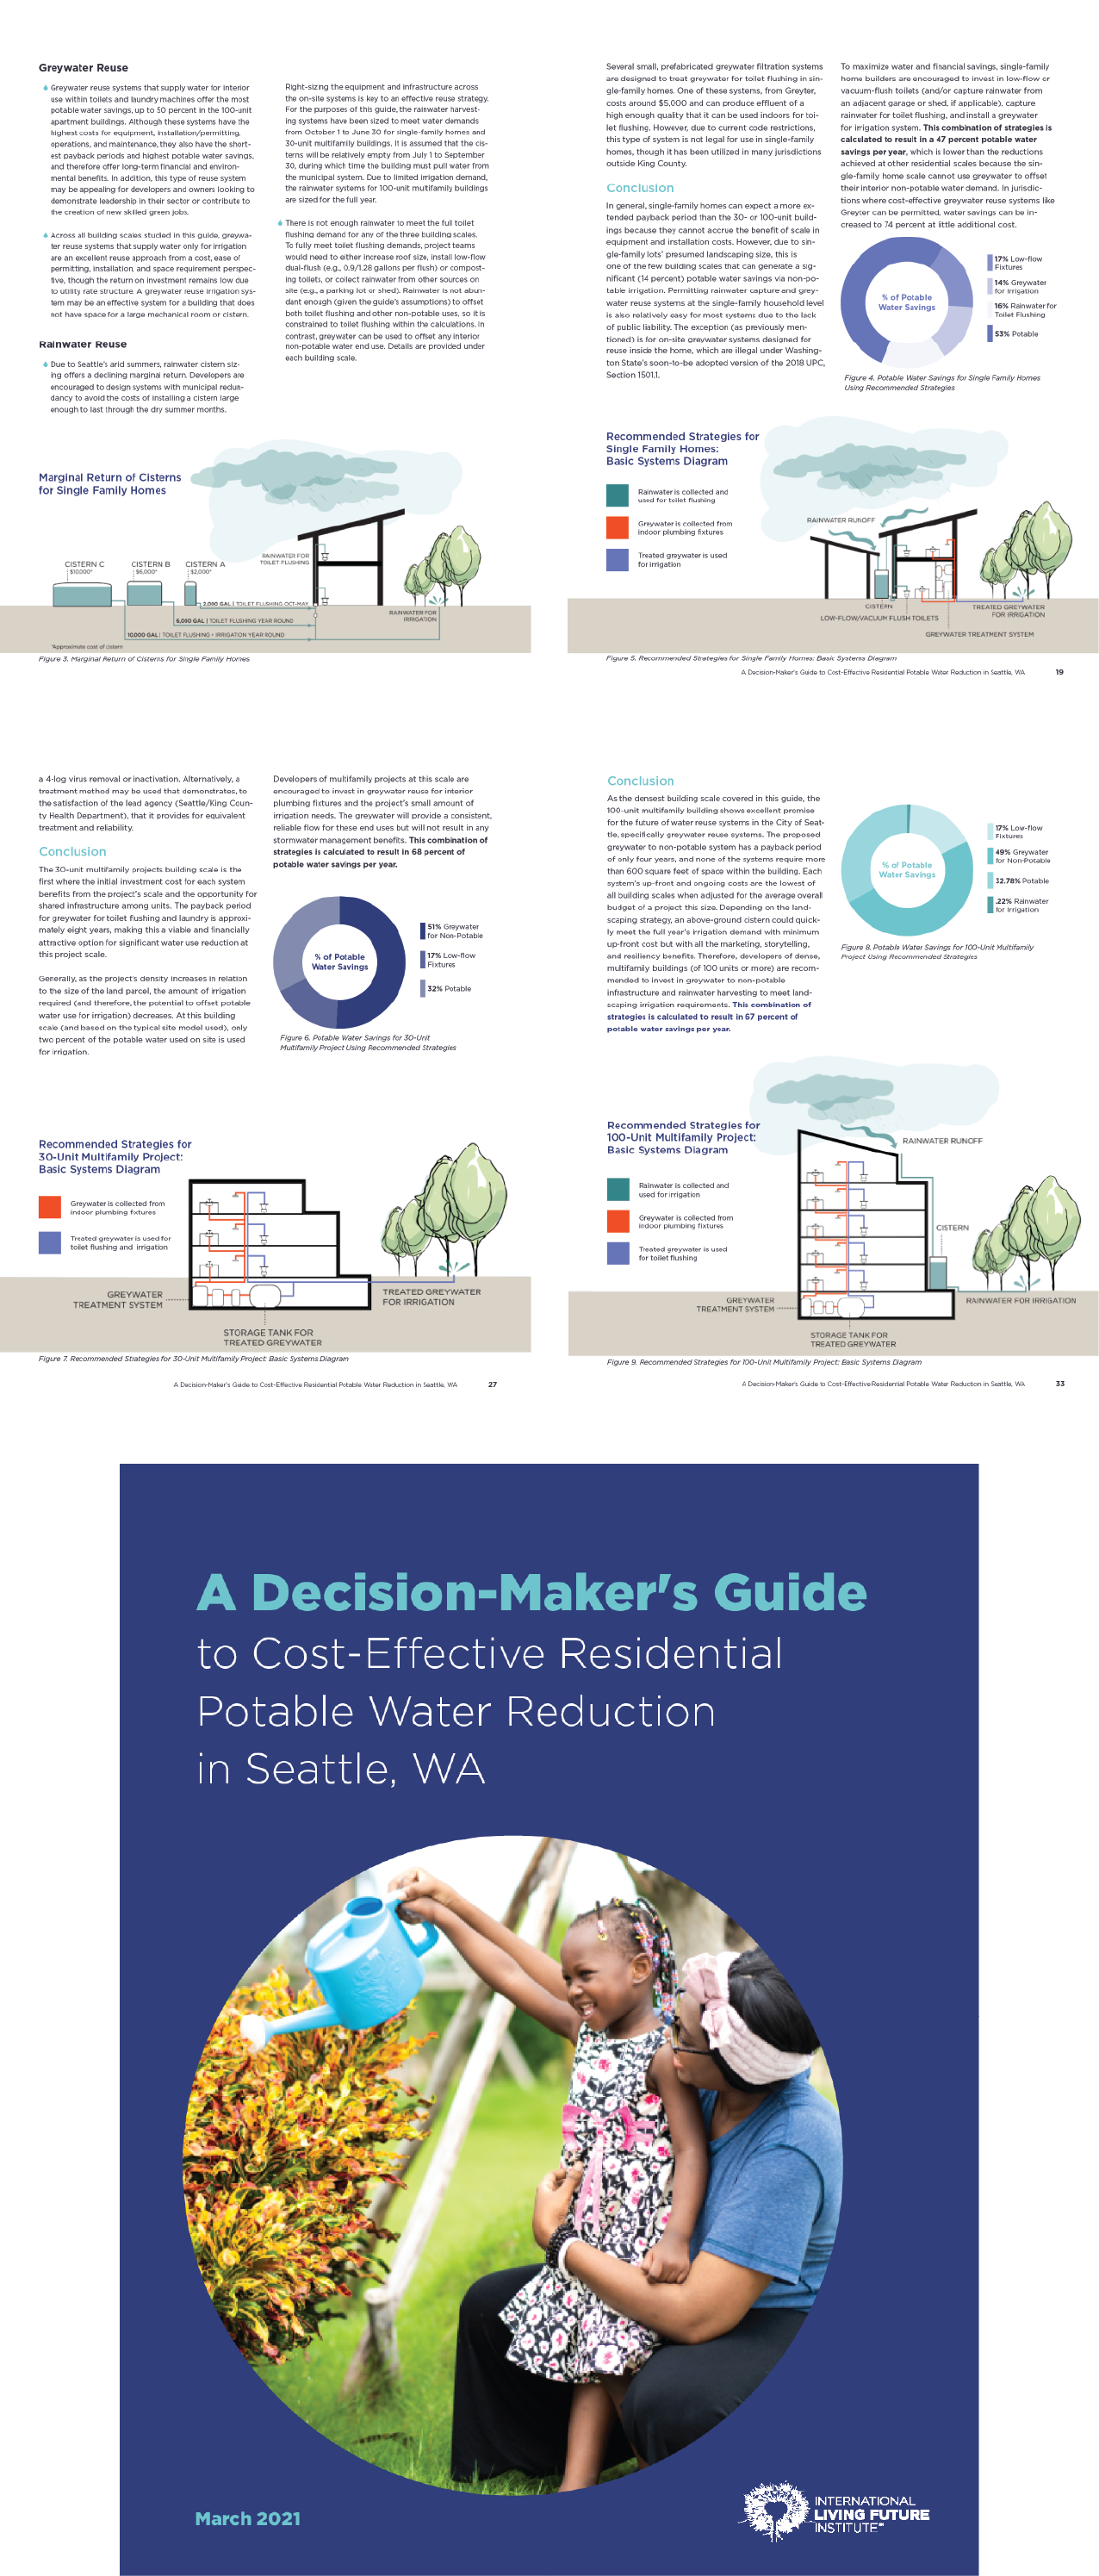 Greywater Reuse
Greywater reuse systems that supply water for interior
use within toilets and laundry machines offer the most
potable water savings, up to 50 percent in the 100-unit
apartment buildings. Although these systems have the
highest costs for equipment, installation/permitting,
operations, and maintenance, they also have the short-
est payback periods and highest potable water savings,
and therefore offer long-term financial and environ-
mental benefits. In addition, this type of reuse system
may be appealing for developers and owners looking to
demonstrate leadership in their sector or contribute to
the creation of new skilled green jobs.
Across all building scales studied in this guide, greywa-
ter reuse systems that supply water only for irrigation
are an excellent reuse approach from a cost, ease of
permitting, installation, and space requirement perspec-
tive, though the return on investment remains low due
to utility rate structure. A greywater reuse irrigation sys-
tem may be an effective system for a building that does
not have space for a large mechanical room or cistern.
Rainwater Reuse
Due to Seattle's arid summers, rainwater cistern siz-
ing offers a declining marginal return. Developers are
encouraged to design systems with municipal redun-
dancy to avoid the costs of installing a cistern large
enough to last through the dry summer months.
Right-sizing the equipment and infrastructure across
the on-site systems is key to an effective reuse strategy.
For the purposes of this guide, the rainwater harvest-
ing systems have been sized to meet water demands
from October 1 to June 30 for single-family homes and
30-unit multifamily buildings. It is assumed that the cis-
terns will be relatively empty from July 1 to September
30, during which time the building must pull water from
the municipal system. Due to limited irrigation demand,
the rainwater systems for 100-unit multifamily buildings
are sized for the full year.
There is not enough rainwater to meet the full toilet
flushing demand for any of the three building scales.
To fully meet toilet flushing demands, project teams
would need to either increase roof size, install low-flow
dual-flush (e.g., 0.9/1.28 gallons per flush) or compost-
ing toilets, or collect rainwater from other sources on
site (e.g., a parking lot or shed). Rainwater is not abun-
dant enough (given the guide's assumptions) to offset
both toilet flushing and other non-potable uses, so it is
constrained to toilet flushing within the calculations. In
contrast, greywater can be used to offset any interior
non-potable water end use. Details are provided under
each building scale.
Marginal Return of Cisterns
for Single Family Homes
CISTERN C
$10,000*
CISTERN B
$6,000*
CISTERN A
$2,000*
RAINWATER FOR
TOILET FLUSHING
2,000 GAL | TOILET FLUSHING OCT-MAY
6,000 GAL | TOILET FLUSHING YEAR ROUND
10,000 GAL | TOILET FLUSHING + IRRIGATION YEAR ROUND
RAINWATER FOR
IRRIGATION
*Approximate cost of cistern
Figure 3. Marginal Return of Cisterns for Single Family Homes
Several small, prefabricated greywater filtration systems
are designed to treat greywater for toilet flushing in sin-
gle-family homes. One of these systems, from Greyter,
costs around $5,000 and can produce effluent of a
high enough quality that it can be used indoors for toi-
let flushing. However, due to current code restrictions,
this type of system is not legal for use in single-family
homes, though it has been utilized in many jurisdictions
outside King County.
Conclusion
In general, single-family homes can expect a more ex-
tended payback period than the 30- or 100-unit build-
ings because they cannot accrue the benefit of scale in
equipment and installation costs. However, due to sin-
gle-family lots' presumed landscaping size, this is
one of the few building scales that can generate a sig-
nificant (14 percent) potable water savings via non-po-
table irrigation. Permitting rainwater capture and grey-
water reuse systems at the single-family household level
is also relatively easy for most systems due to the lack
of public liability. The exception (as previously men-
tioned) is for on-site greywater systems designed for
reuse inside the home, which are illegal under Washing-
ton State's soon-to-be adopted version of the 2018 UPC,
Section 1501.1.
To maximize water and financial savings, single-family
home builders are encouraged to invest in low-flow or
vacuum-flush toilets (and/or capture rainwater from
an adjacent garage or shed, if applicable), capture
rainwater for toilet flushing, and install a greywater
for irrigation system. This combination of strategies is
calculated to result in a 47 percent potable water
savings per year, which is lower than the reductions
achieved at other residential scales because the sin-
gle-family home scale cannot use greywater to offset
their interior non-potable water demand. In jurisdic-
tions where cost-effective greywater reuse systems like
Greyter can be permitted, water savings can be in-
creased to 74 percent at little additional cost.
% of Potable
Water Savings
17% Low-flow
Fixtures
14% Greywater
for Irrigation
16% Rainwater for
Toilet Flushing
53% Potable
Figure 4. Potable Water Savings for Single Family Homes
Using Recommended Strategies
Recommended Strategies for
Single Family Homes:
Basic Systems Diagram
Rainwater is collected and
used for toilet flushing
Greywater is collected from
indoor plumbing fixtures
Treated greywater is used
for irrigation
RAINWATER RUNOFF
CISTERN
LOW-FLOW/VACUUM FLUSH TOILETS
TREATED GREYWATER
FOR IRRIGATION
GREYWATER TREATMENT SYSTEM
Figure 5. Recommended Strategies for Single Family Homes: Basic Systems Diagram
A Decision-Maker's Guide to Cost-Effective Residential Potable Water Reduction in Seattle, WA 19
a 4-log virus removal or inactivation. Alternatively, a
treatment method may be used that demonstrates, to
the satisfaction of the lead agency (Seattle/King Coun-
ty Health Department), that it provides for equivalent
treatment and reliability.
Conclusion
The 30-unit multifamily projects building scale is the
first where the initial investment cost for each system
benefits from the project's scale and the opportunity for
shared infrastructure among units. The payback period
for greywater for toilet flushing and laundry is approxi-
mately eight years, making this a viable and financially
attractive option for significant water use reduction at
this project scale.
Generally, as the project's density increases in relation
to the size of the land parcel, the amount of irrigation
required (and therefore, the potential to offset potable
water use for irrigation) decreases. At this building
scale (and based on the typical site model used), only
two percent of the potable water used on site is used
for irrigation.
Developers of multifamily projects at this scale are
encouraged to invest in greywater reuse for interior
plumbing fixtures and the project's small amount of
irrigation needs. The greywater will provide a consistent,
reliable flow for these end uses but will not result in any
stormwater management benefits. This combination of
strategies is calculated to result in 68 percent of
potable water savings per year.
% of Potable
Water Savings
51% Greywater
for Non-Potable
17% Low-flow
Fixtures
32% Potable
Figure 6. Potable Water Savings for 30-Unit
Multifamily Project Using Recommended Strategies
Recommended Strategies for
30-Unit Multifamily Project:
Basic Systems Diagram
Greywater is collected from
indoor plumbing fixtures
Treated greywater is used for
toilet flushing and irrigation
GREYWATER
TREATMENT SYSTEM
TREATED GREYWATER
FOR IRRIGATION
STORAGE TANK FOR
TREATED GREYWATER
Figure 7. Recommended Strategies for 30-Unit Multifamily Project: Basic Systems Diagram
A Decision-Maker's Guide to Cost-Effective Residential Potable Water Reduction in Seattle, WA 27
Conclusion
As the densest building scale covered in this guide, the
100-unit multifamily building shows excellent promise
for the future of water reuse systems in the City of Seat-
tle, specifically greywater reuse systems. The proposed
greywater to non-potable system has a payback period
of only four years, and none of the systems require more
than 600 square feet of space within the building. Each
system's up-front and ongoing costs are the lowest of
all building scales when adjusted for the average overall
budget of a project this size. Depending on the land-
scaping strategy, an above-ground cistern could quick-
ly meet the full year's irrigation demand with minimum
up-front cost but with all the marketing, storytelling,
and resiliency benefits. Therefore, developers of dense,
multifamily buildings (of 100 units or more) are recom-
mended to invest in greywater to non-potable
infrastructure and rainwater harvesting to meet land-
scaping irrigation requirements. This combination of
strategies is calculated to result in 67 percent of
potable water savings per year.
% of Potable
Water Savings
17% Low-flow
Fixtures
49% Greywater
for Non-Potable
32.78% Potable
.22% Rainwater
for Irrigation
Figure 8. Potable Water Savings for 100-Unit Multifamily
Project Using Recommended Strategies
Recommended Strategies for
100-Unit Multifamily Project:
Basic Systems Diagram
Rainwater is collected and
used for irrigation
Greywater is collected from
indoor plumbing fixtures
Treated greywater is used
for toilet flushing
RAINWATER RUNOFF
CISTERN
GREYWATER
TREATMENT SYSTEM
RAINWATER FOR IRRIGATION
STORAGE TANK FOR
TREATED GREYWATER
Figure 9. Recommended Strategies for 100-Unit Multifamily Project: Basic Systems Diagram
A Decision-Maker's Guide to Cost-Effective Residential Potable Water Reduction in Seattle, WA 33
A Decision-Maker's Guide
to Cost-Effective Residential
Potable Water Reduction
in Seattle, WA
March 2021
INTERNATIONAL
LIVING FUTURE
INSTITUTE